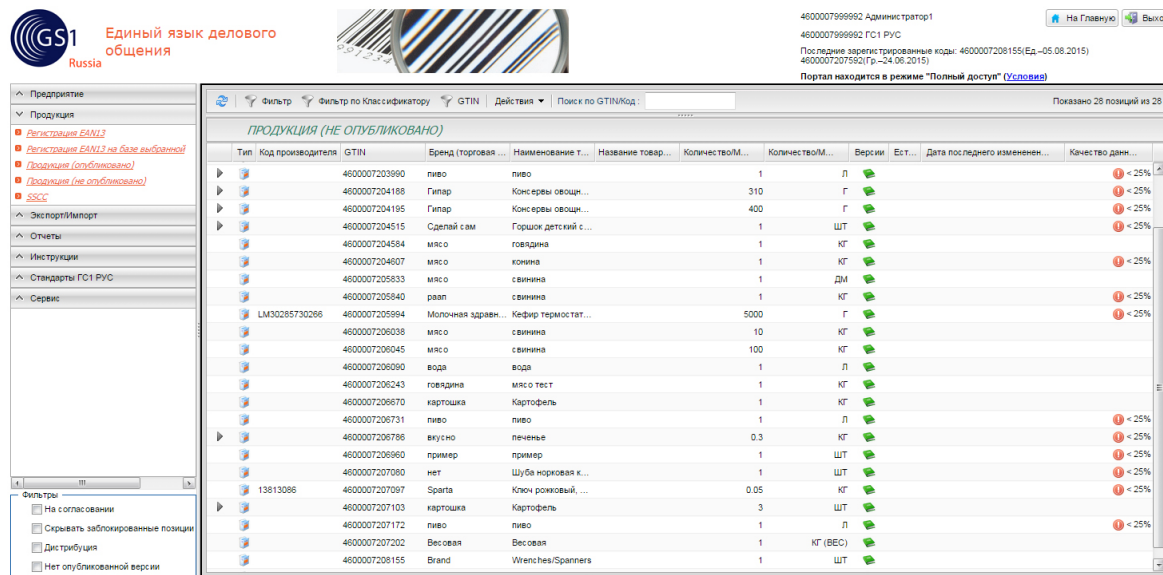 GS1
Russia
Единый язык делового
общения
991234
4600007999992 Администратор1
На Главную
4600007999992 ГС1 РУС
Последние зарегистрированные коды: 4600007208155(Ед.–05.08.2015)
4600007207592(Гр.–24.06.2015)
Портал находится в режиме "Полный доступ" (Условия)
Предприятие
Продукция
Регистрация EAN13
Регистрация EAN13 на базе выбранной
Продукция (опубликовано)
Продукция (не опубликовано)
SSCC
Экспорт/Импорт
Отчеты
Инструкции
Стандарты ГС1 РУС
Сервис
Фильтры
На согласовании
Скрывать заблокированные позиции
Дистрибуция
Нет опубликованной версии
Фильтр Фильтр по Классификатору GTIN Действия Поиск по GTIN/Код : Показано 28 позиций из 28
ПРОДУКЦИЯ (НЕ ОПУБЛИКОВАНО)
Тип Код производителя GTIN Бренд (торговая ... Наименование т... Название товар... Количество/М... Количество/М... Версии Ест... Дата последнего измененен... Качество данн...
4600007203990 пиво пиво 1 Л < 25%
4600007204188 Гипар Консервы овощн... 310 Г < 25%
4600007204195 Гипар Консервы овощн... 400 Г < 25%
4600007204515 Сделай сам Горшок детский с... 1 ШТ < 25%
4600007204584 мясо говядина 1 КГ
4600007204607 мясо конина 1 КГ < 25%
4600007205833 мясо свинина 1 ДМ
4600007205840 раап свинина 1 КГ < 25%
LM30285730266 4600007205994 Молочная здравн... Кефир термостат... 5000 Г < 25%
4600007206038 мясо свинина 10 КГ
4600007206045 мясо свинина 100 КГ
4600007206090 вода вода 1 Л
4600007206243 говядина мясо тест 1 КГ
4600007206670 картошка Картофель 1 КГ
4600007206731 пиво пиво 1 Л < 25%
4600007206786 вкусно печенье 0.3 КГ < 25%
4600007206960 пример пример 1 ШТ < 25%
4600007207080 нет Шуба норковая к... 1 ШТ < 25%
13813086 4600007207097 Sparta Ключ рожковый, ... 0.05 КГ < 25%
4600007207103 картошка Картофель 3 ШТ
4600007207172 пиво пиво 1 Л < 25%
4600007207202 Весовая Весовая 1 КГ (ВЕС)
4600007208155 Brand Wrenches/Spanners 1 ШТ